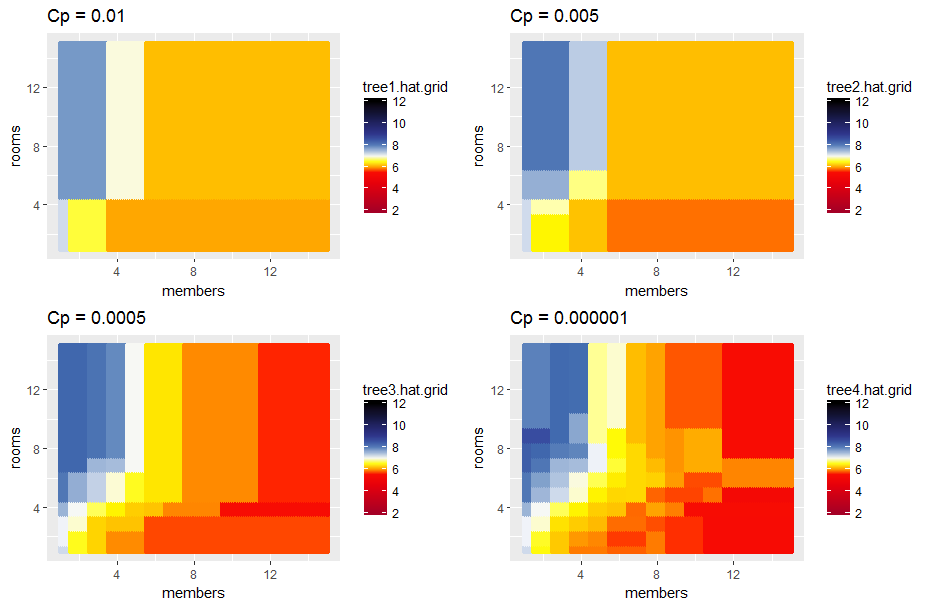 Cp = 0.01
tree1.hat.grid
12
10
8
6
4
2
rooms
12
8
4
4 8 12
members
Cp = 0.005
tree2.hat.grid
12
10
8
6
4
2
rooms
12
8
4
4 8 12
members
Cp = 0.0005
tree3.hat.grid
12
10
8
6
4
2
rooms
12
8
4
4 8 12
members
Cp = 0.000001
tree4.hat.grid
12
10
8
6
4
2
rooms
12
8
4
4 8 12
members